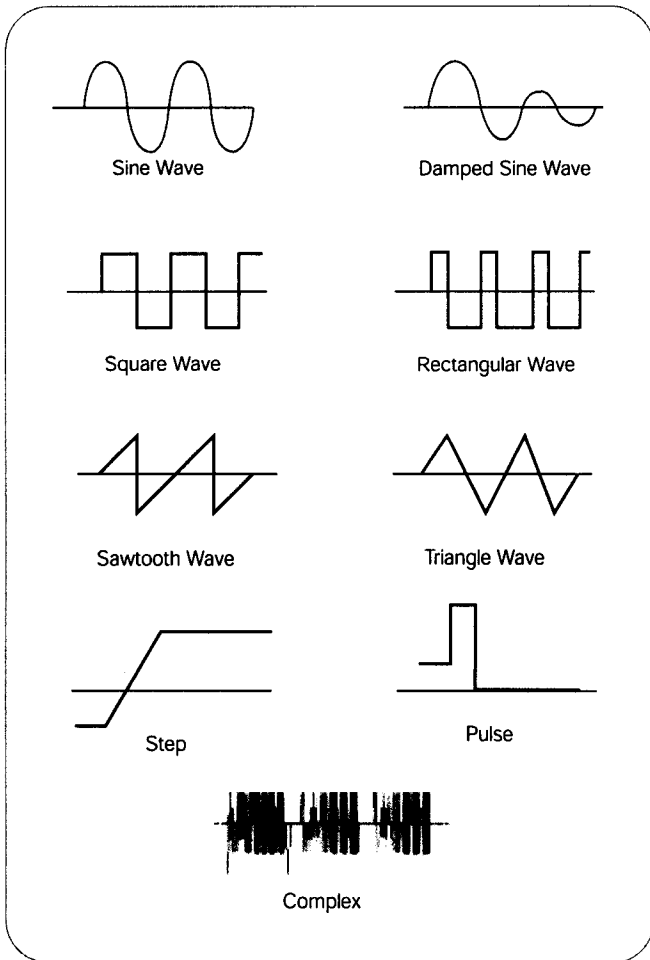 Sine Wave
Damped Sine Wave
Square Wave
Rectangular Wave
Sawtooth Wave
Triangle Wave
Step
Pulse
Complex